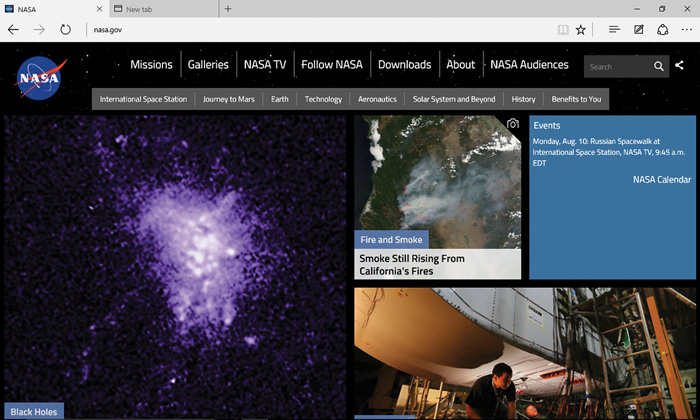 NASA
New tab
nasa.gov
NASA
Missions
Galleries
NASA TV
Follow NASA
Downloads
About
NASA Audiences
Search
International Space Station
Journey to Mars
Earth
Technology
Aeronautics
Solar System and Beyond
History
Benefits to You
Black Holes
Fire and Smoke
Smoke Still Rising From
California's Fires
Events
Monday, Aug. 10: Russian Spacewalk at
International Space Station, NASA TV, 9:45 a.m.
EDT
NASA Calendar